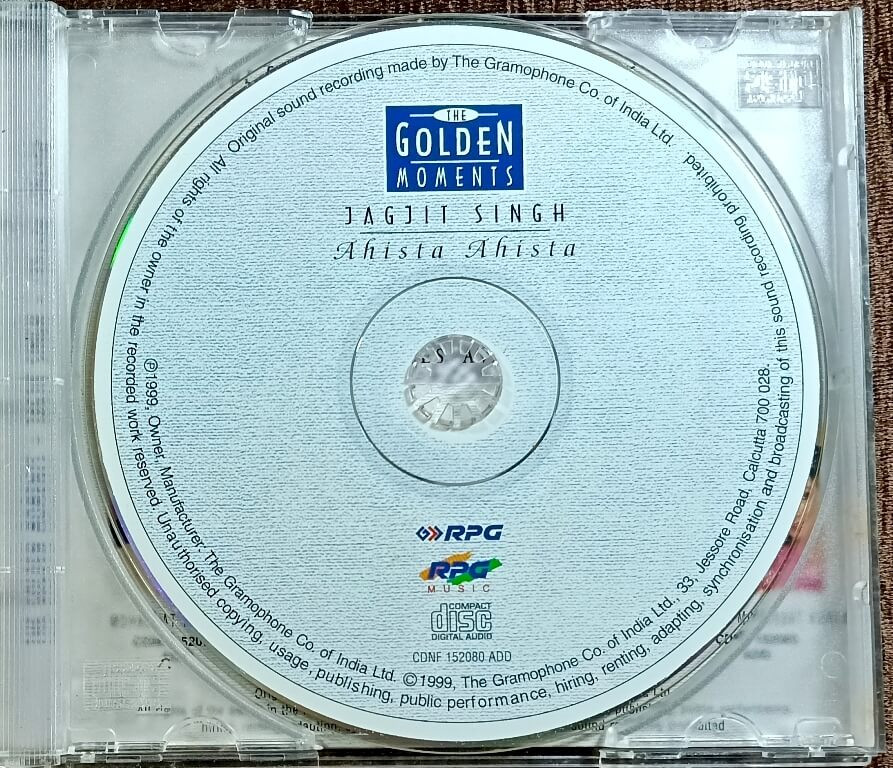 THE
GOLDEN
MOMENTS
JAGJIT SINGH
Ahista Ahista
ES A
RPG
RPG
MUSIC
COMPACT
disc
DIGITAL AUDIO
CDNF 152080 ADD
Original sound recording made by The Gramophone Co. of India Ltd.
All rights of the owner in the recorded work reserved. Unauthorised copying, usage, publishing, public performance, hiring, renting, adapting, synchronisation and broadcasting of this sound recording prohibited.
℗1999, Owner, Manufacturer: The Gramophone Co. of India Ltd. ©1999, The Gramophone Co. of India Ltd., 33, Jessore Road, Calcutta 700 028.